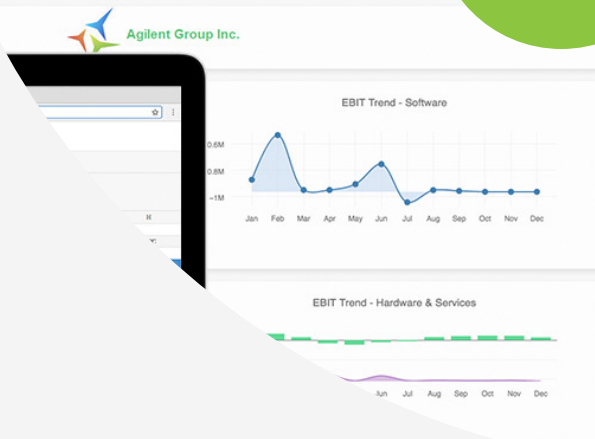 Agilent Group Inc.
EBIT Trend - Software
0.6M
0.8M
−1M
Jan Feb Mar Apr May Jun Jul Aug Sep Oct Nov Dec
EBIT Trend - Hardware & Services
Jul Aug Sep Oct Nov Dec